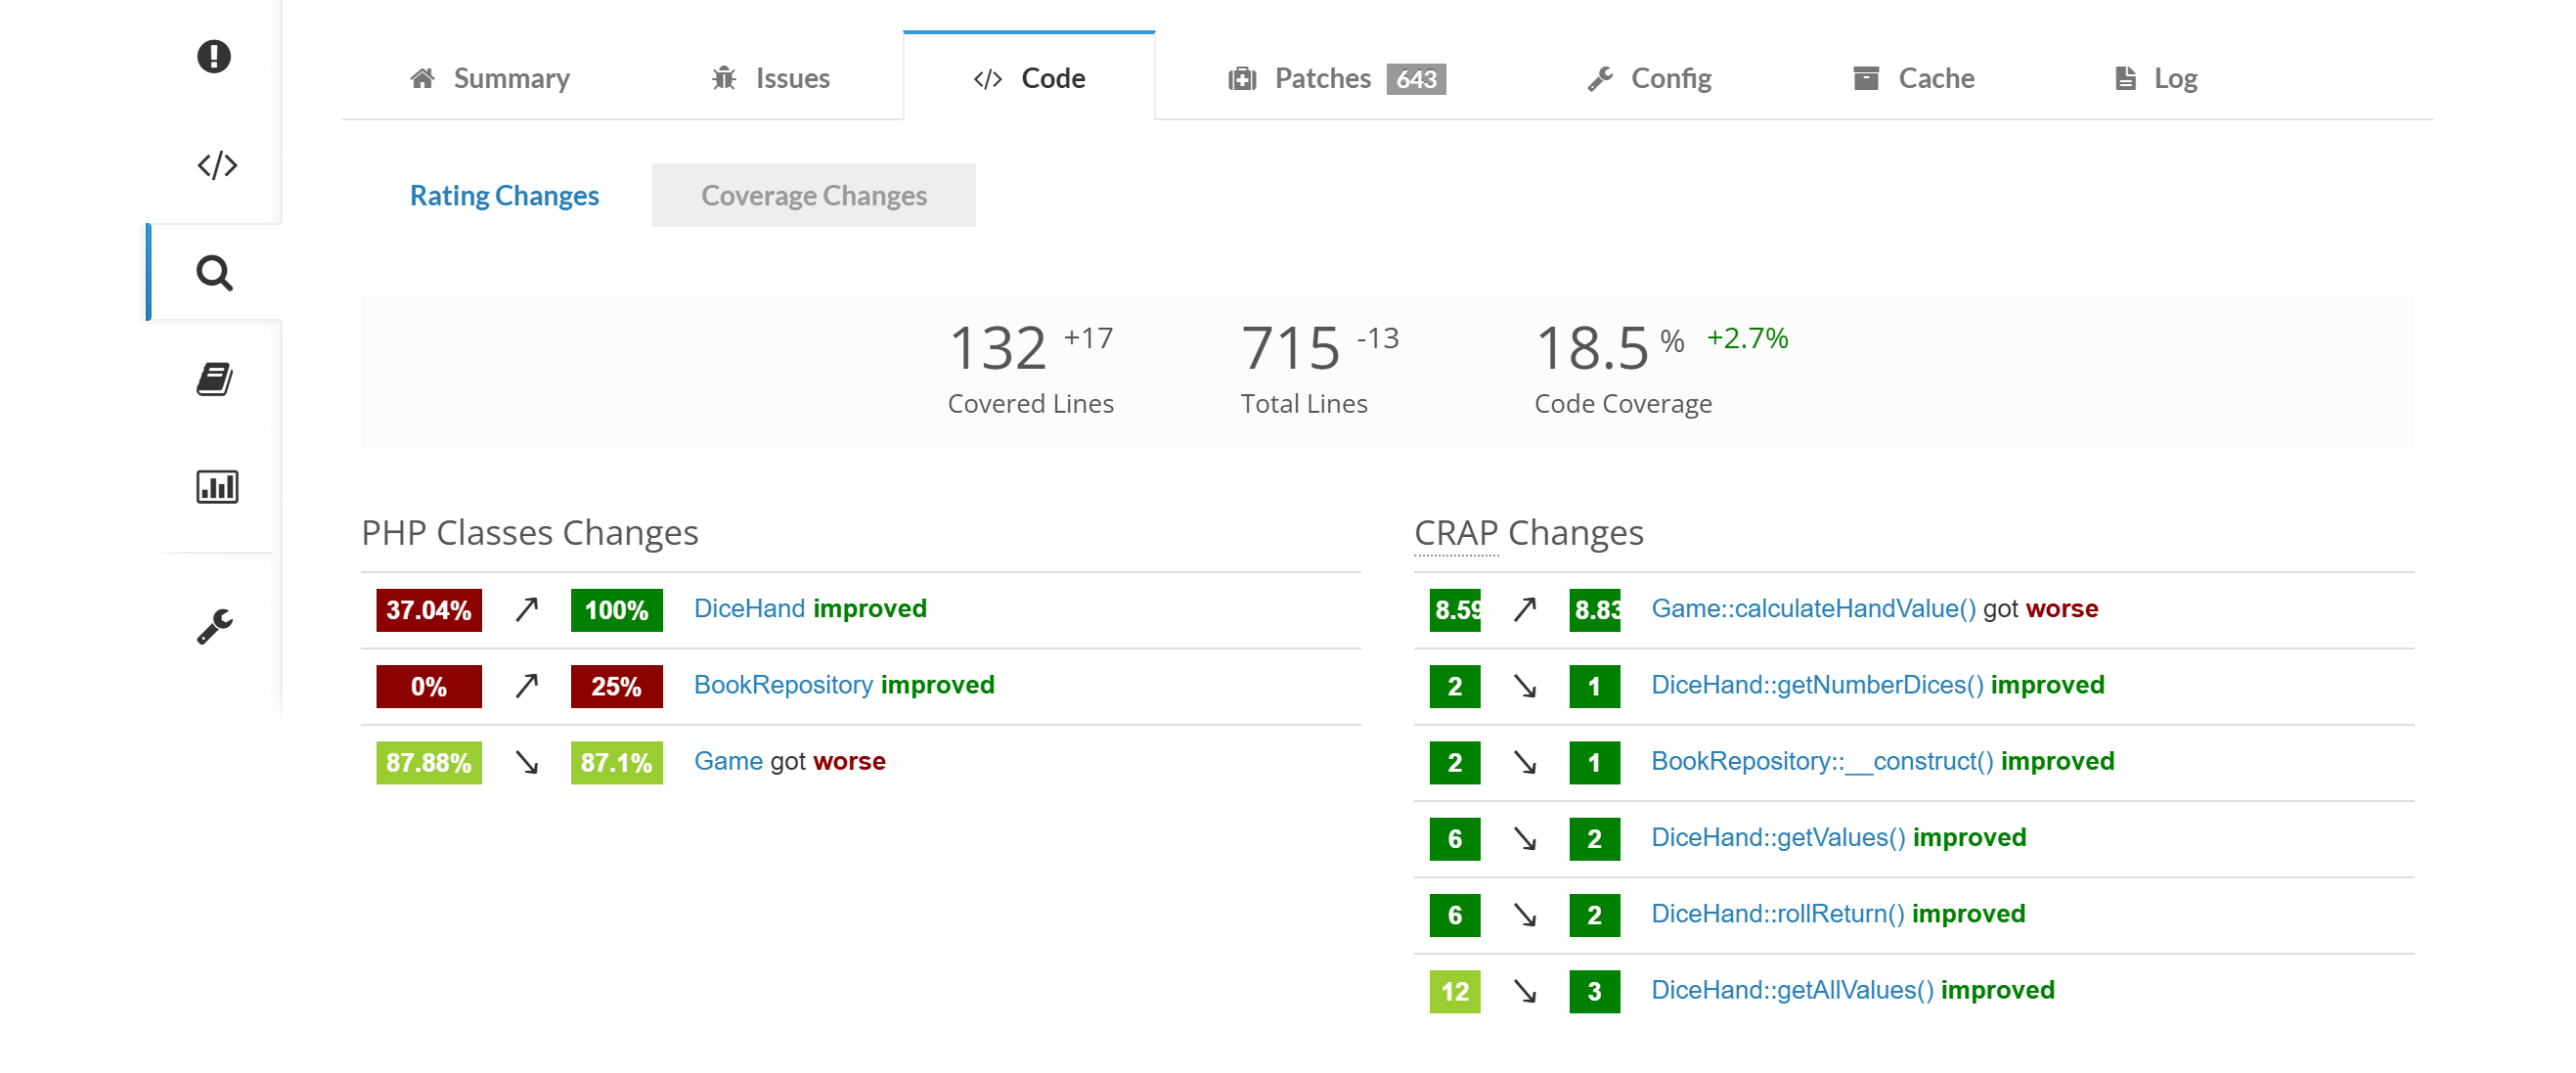 Summary Issues </> Code Patches 643 Config Cache Log
Rating Changes Coverage Changes
132 +17 715 -13 18.5 % +2.7%
Covered Lines Total Lines Code Coverage
PHP Classes Changes
37.04% 100% DiceHand improved
0% 25% BookRepository improved
87.88% 87.1% Game got worse
CRAP Changes
8.59 8.83 Game::calculateHandValue() got worse
2 1 DiceHand::getNumberDices() improved
2 1 BookRepository::__construct() improved
6 2 DiceHand::getValues() improved
6 2 DiceHand::rollReturn() improved
12 3 DiceHand::getAllValues() improved